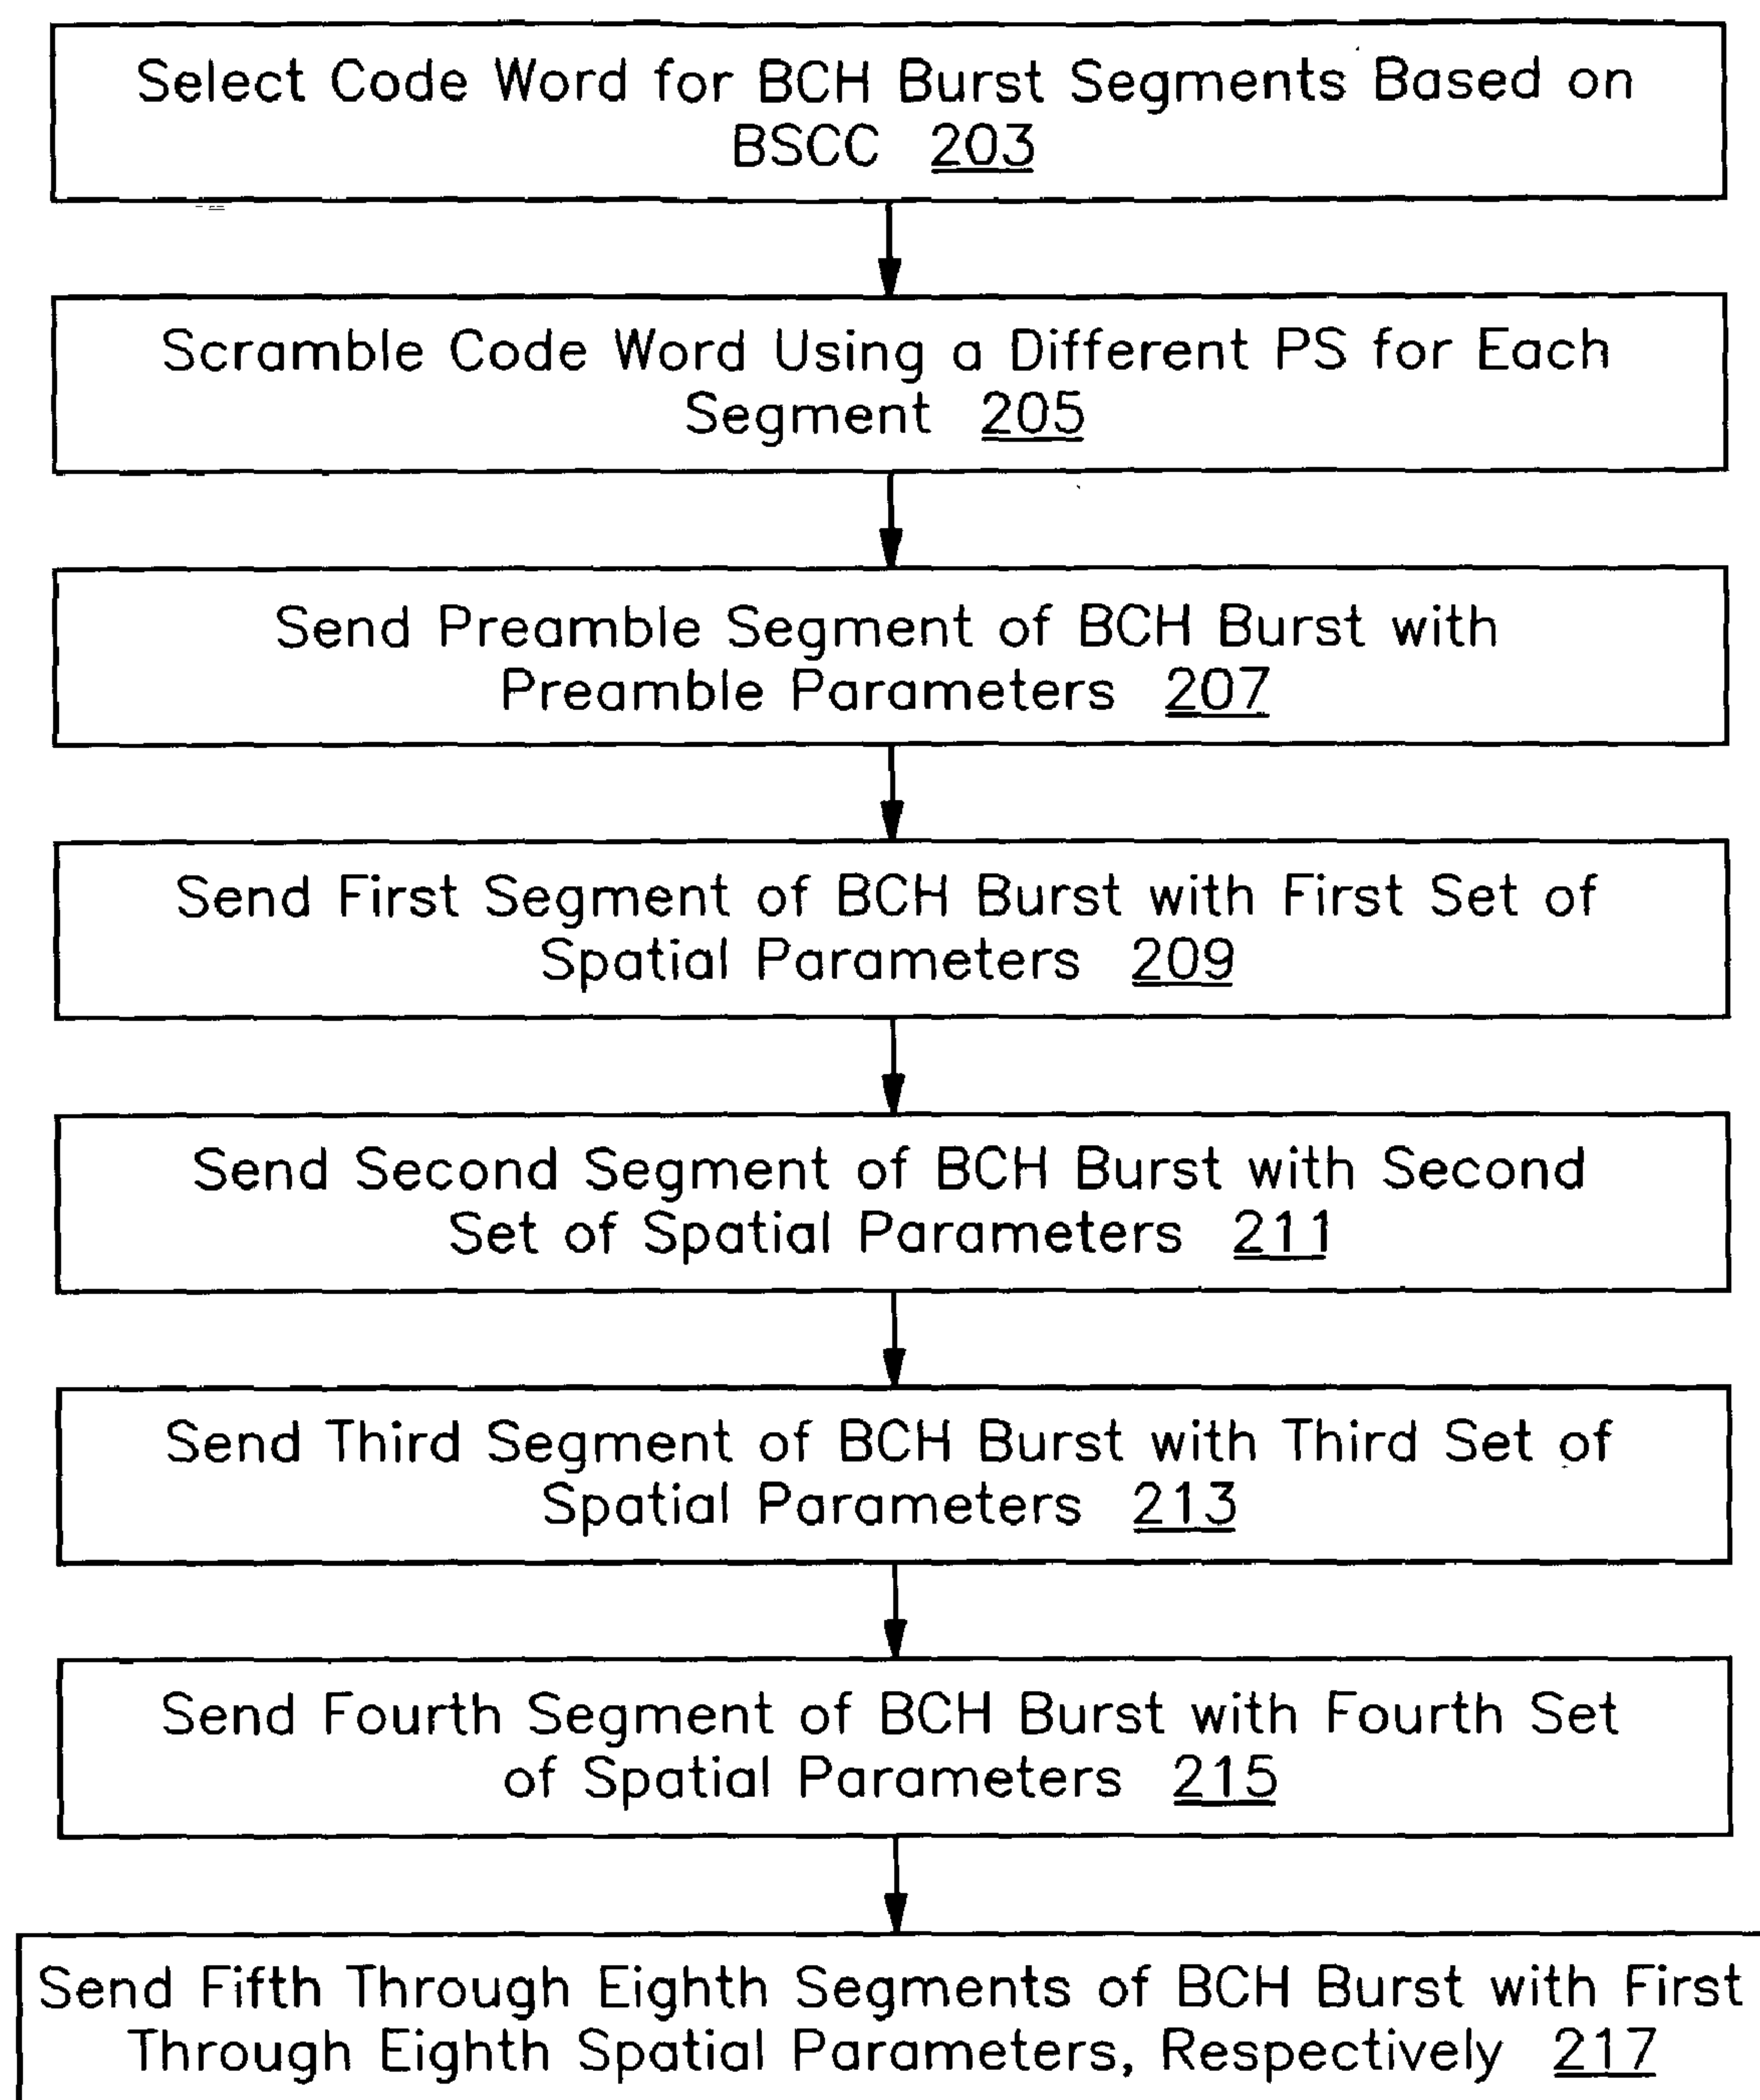 Select Code Word for BCH Burst Segments Based on
BSCC 203
Scramble Code Word Using a Different PS for Each
Segment 205
Send Preamble Segment of BCH Burst with
Preamble Parameters 207
Send First Segment of BCH Burst with First Set of
Spatial Parameters 209
Send Second Segment of BCH Burst with Second
Set of Spatial Parameters 211
Send Third Segment of BCH Burst with Third Set of
Spatial Parameters 213
Send Fourth Segment of BCH Burst with Fourth Set
of Spatial Parameters 215
Send Fifth Through Eighth Segments of BCH Burst with First
Through Eighth Spatial Parameters, Respectively 217